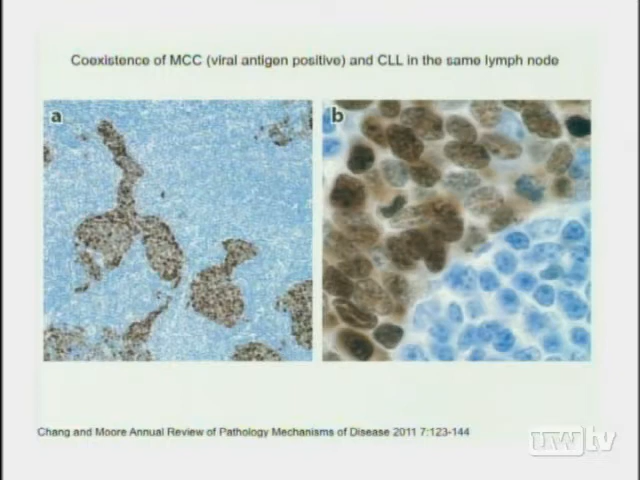 Coexistence of MCC (viral antigen positive) and CLL in the same lymph node
a
b
Chang and Moore Annual Review of Pathology Mechanisms of Disease 2011 7:123-144
uwtv